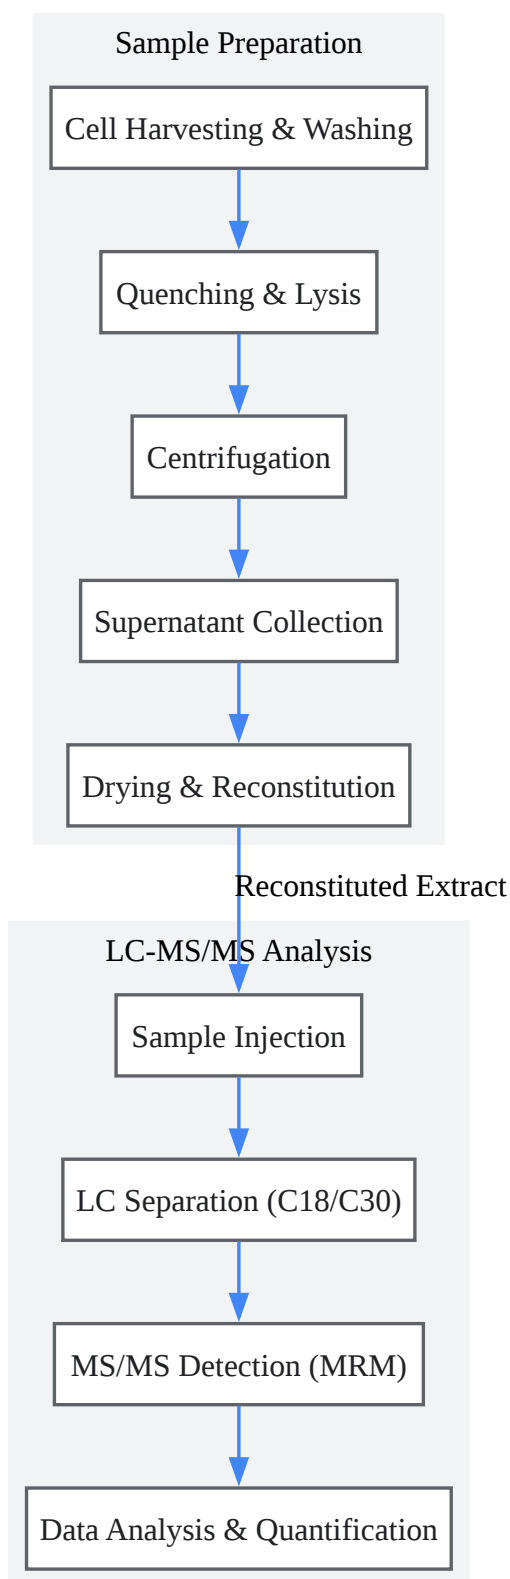 Sample Preparation
Cell Harvesting & Washing
Quenching & Lysis
Centrifugation
Supernatant Collection
Drying & Reconstitution
Reconstituted Extract
LC-MS/MS Analysis
Sample Injection
LC Separation (C18/C30)
MS/MS Detection (MRM)
Data Analysis & Quantification